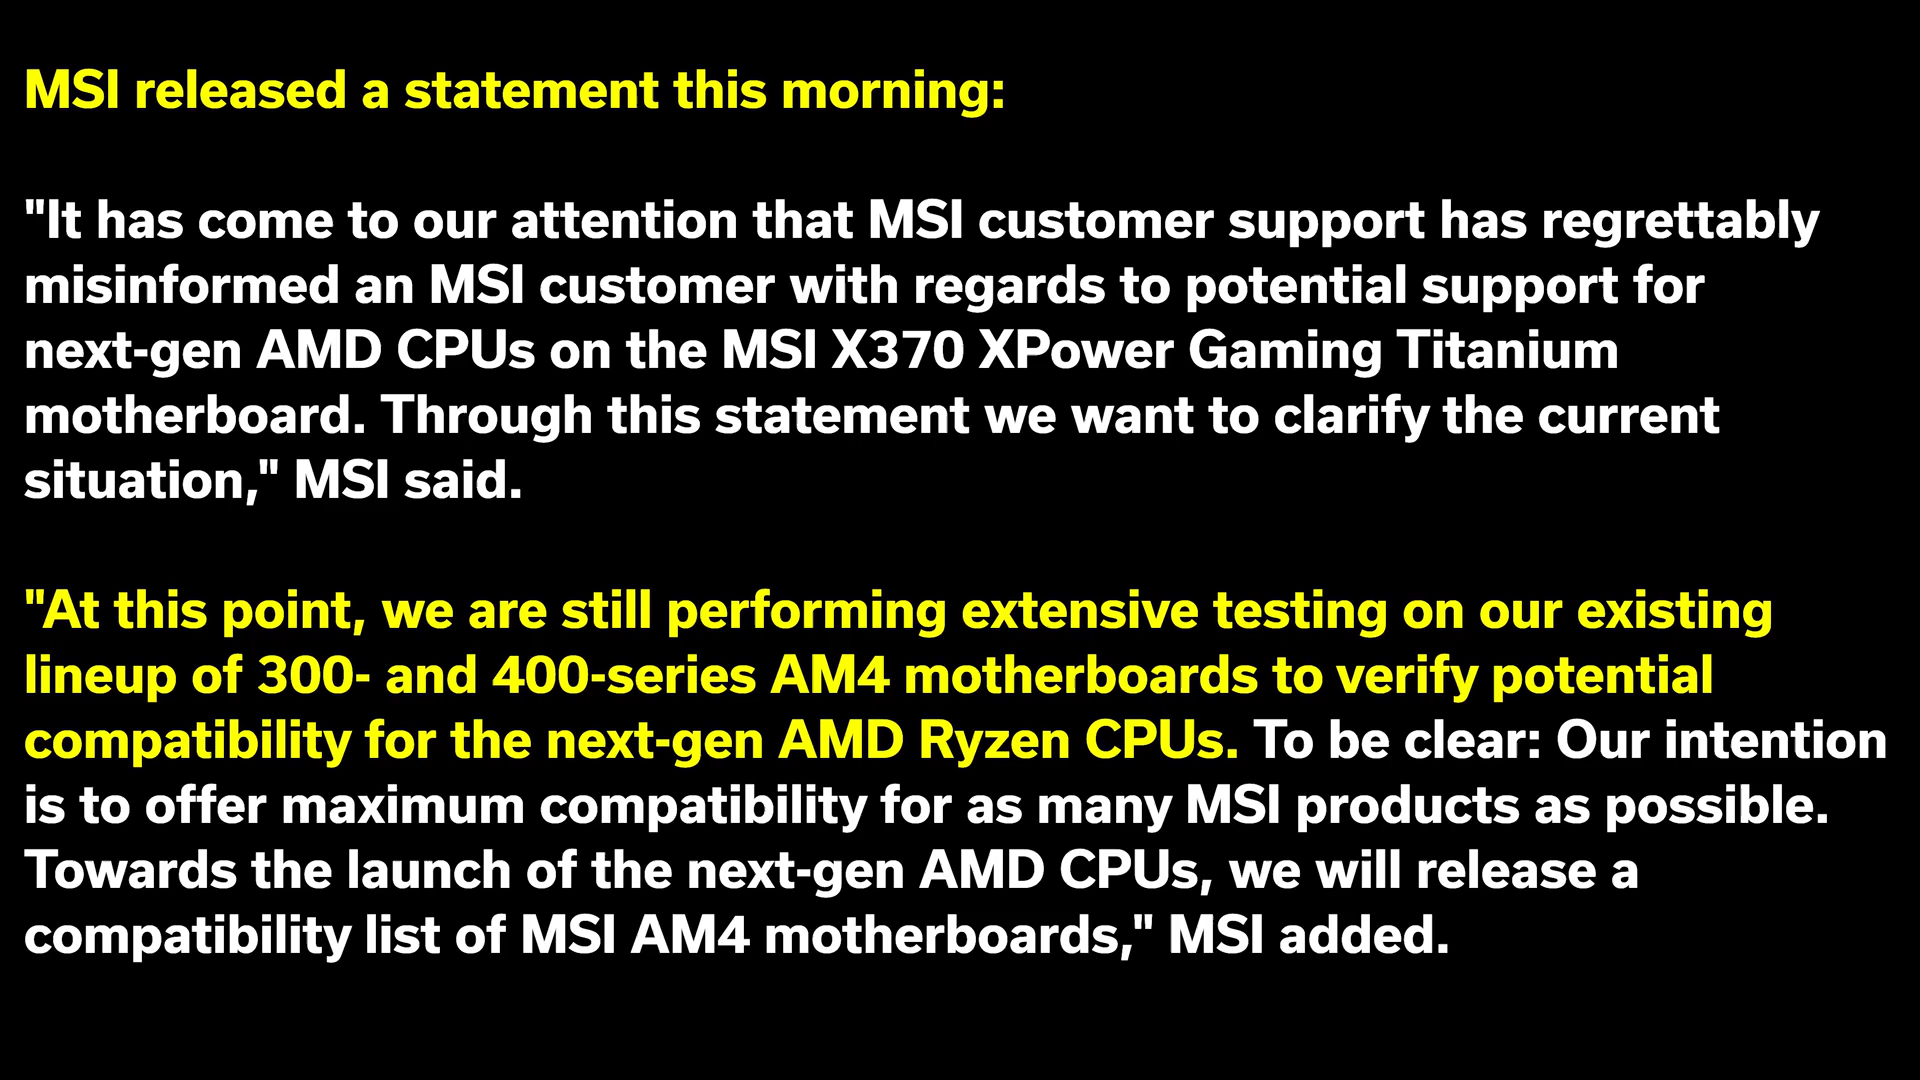 MSI released a statement this morning:
"It has come to our attention that MSI customer support has regrettably
misinformed an MSI customer with regards to potential support for
next-gen AMD CPUs on the MSI X370 XPower Gaming Titanium
motherboard. Through this statement we want to clarify the current
situation," MSI said.
"At this point, we are still performing extensive testing on our existing
lineup of 300- and 400-series AM4 motherboards to verify potential
compatibility for the next-gen AMD Ryzen CPUs. To be clear: Our intention
is to offer maximum compatibility for as many MSI products as possible.
Towards the launch of the next-gen AMD CPUs, we will release a
compatibility list of MSI AM4 motherboards," MSI added.